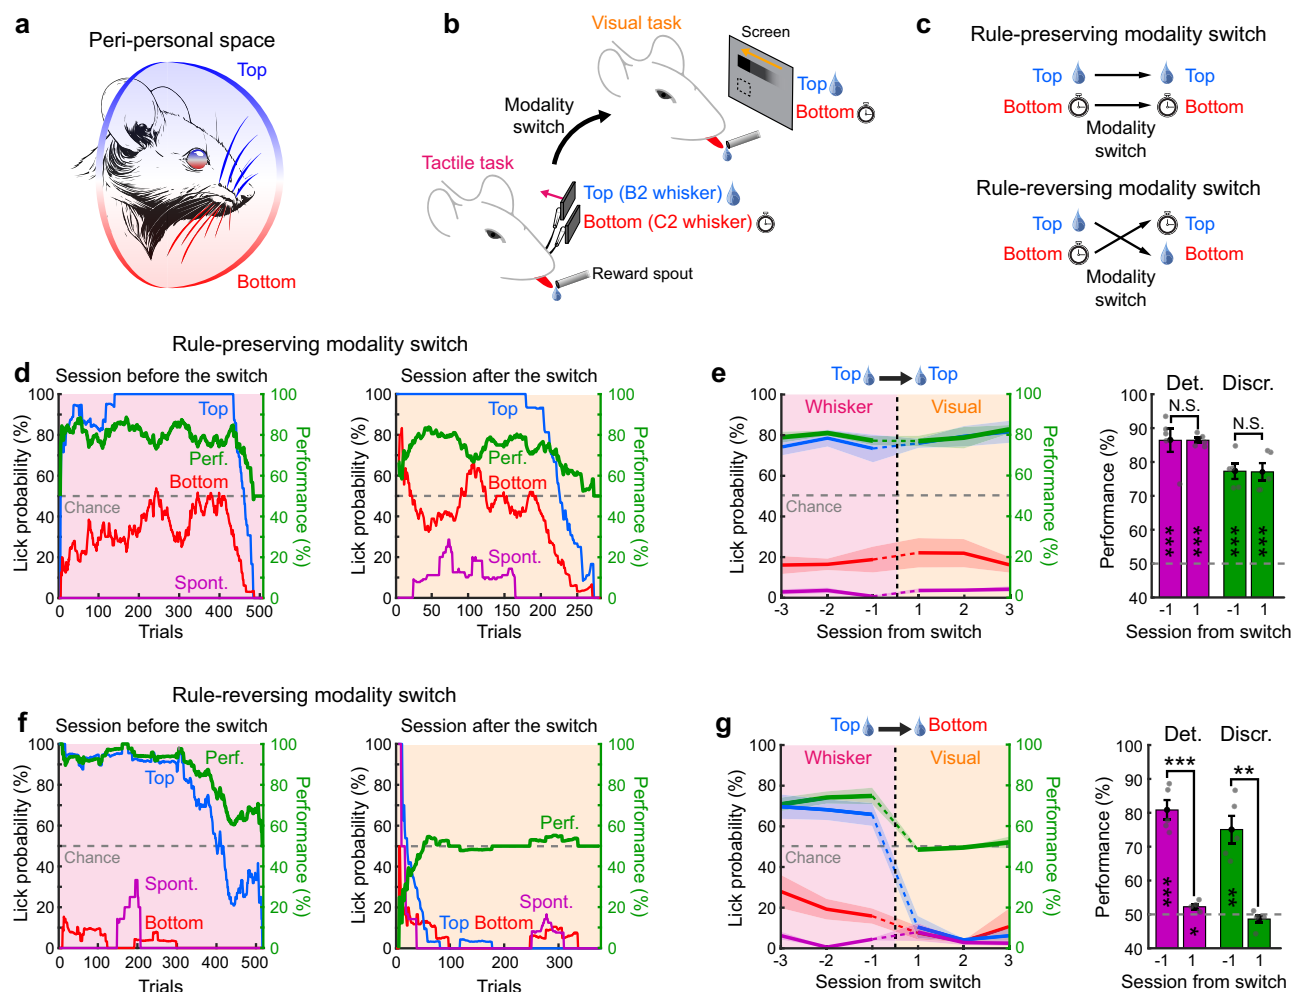 a
Peri-personal space
Top
Bottom
b
Visual task
Screen
Top
Bottom
Modality
switch
Tactile task
Top (B2 whisker)
Bottom (C2 whisker)
Reward spout
c
Rule-preserving modality switch
Top
Top
Bottom
Bottom
Modality
switch
Rule-reversing modality switch
Top
Top
Bottom
Bottom
Modality
switch
Rule-preserving modality switch
d
Session before the switch
Lick probability (%)
100
80
60
40
20
0
Top
Perf.
Bottom
Chance
Spont.
100
80
60
40
20
0
Performance (%)
0
100
200
300
400
500
Trials
Session after the switch
Lick probability (%)
100
80
60
40
20
0
Perf.
Bottom
Spont.
100
80
60
40
20
0
Performance (%)
50
100
150
200
250
Trials
e
Top
Top
Lick probability (%)
100
80
60
40
20
0
Whisker
Visual
Chance
100
80
60
40
20
0
Performance (%)
-3
-2
-1
1
2
3
Session from switch
Det.
Discr.
N.S.
N.S.
Performance (%)
100
90
80
70
60
50
40
***
***
***
***
-1
1
-1
1
Session from switch
Rule-reversing modality switch
f
Session before the switch
Lick probability (%)
100
80
60
40
20
0
Perf.
Top
Chance
Spont.
Bottom
100
80
60
40
20
0
Performance (%)
0
100
200
300
400
500
Trials
Session after the switch
Lick probability (%)
100
80
60
40
20
0
Perf.
Top
Bottom
Spont.
100
80
60
40
20
0
Performance (%)
0
100
200
300
Trials
g
Top
Bottom
Lick probability (%)
100
80
60
40
20
0
Whisker
Visual
Chance
100
80
60
40
20
0
Performance (%)
-3
-2
-1
1
2
3
Session from switch
Det.
Discr.
***
**
Performance (%)
80
70
60
50
40
***
*
**
-1
1
-1
1
Session from switch